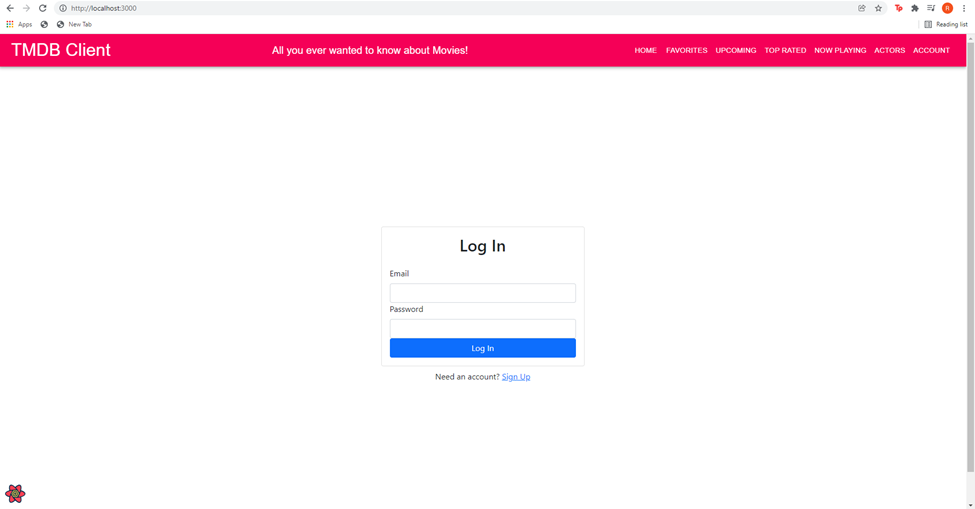 http://localhost:3000
R
Apps New Tab Reading list
TMDB Client All you ever wanted to know about Movies! HOME FAVORITES UPCOMING TOP RATED NOW PLAYING ACTORS ACCOUNT
Log In
Email
Password
Log In
Need an account? Sign Up